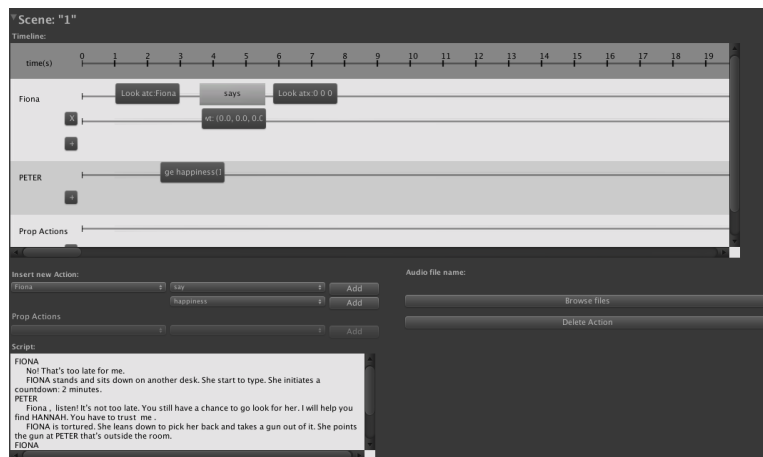 Scene: "1"
Timeline:
time(s) 0 1 2 3 4 5 6 7 8 9 10 11 12 13 14 15 16 17 18 19
Fiona Look atc:Fiona says Look atx:0 0 0
X vt: (0.0, 0.0, 0.0
+
PETER ge happiness(1
+
Prop Actions
Insert new Action: Audio file name:
Fiona say Add
happiness Add
Browse files
Prop Actions
Delete Action
Add
Script:
FIONA
No! That's too late for me.
FIONA stands and sits down on another desk. She start to type. She initiates a
countdown: 2 minutes.
PETER
Fiona , listen! It's not too late. You still have a chance to go look for her. I will help you
find HANNAH. You have to trust me .
FIONA is tortured. She leans down to pick her back and takes a gun out of it. She points
the gun at PETER that's outside the room.
FIONA